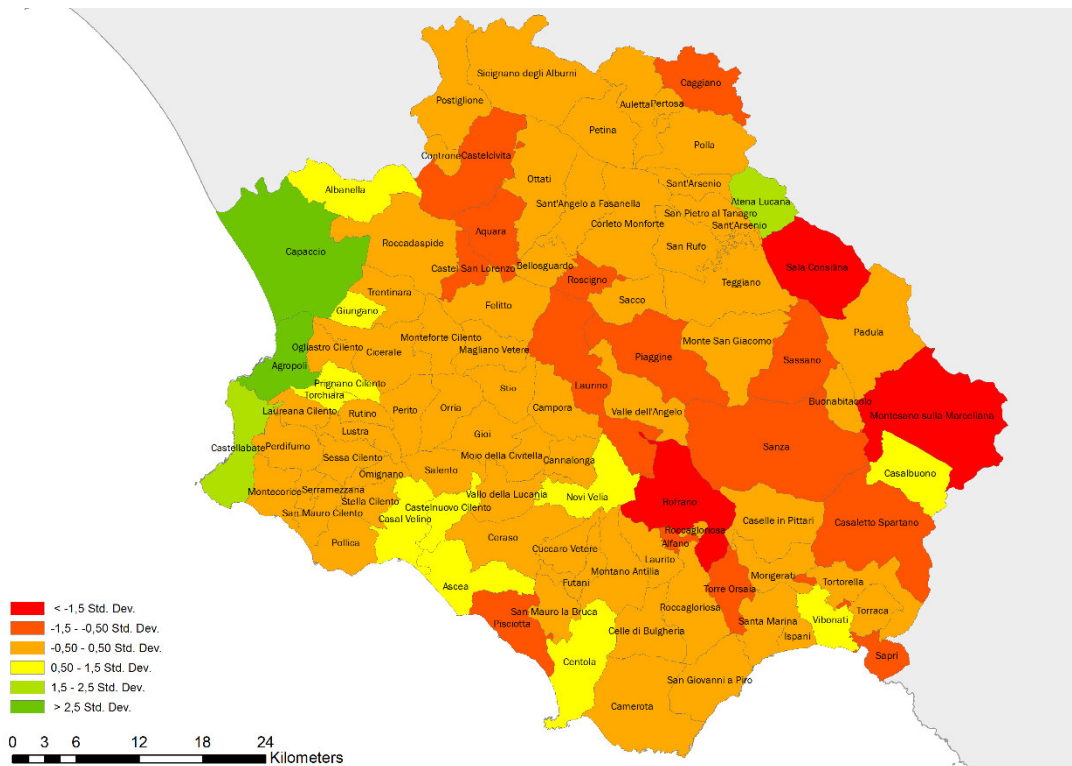 Sicignano degli Alburni
Caggiano
Postiglione
Auletta
Pertosa
Petina
Polla
Controne
Castelcivita
Ottati
Sant'Arsenio
Albanella
Atena Lucana
Sant'Angelo a Fasanella
San Pietro al Tanagro
Corleto Monforte
Sant'Arsenio
Aquara
Roccadaspide
San Rufo
Capaccio
Bellosguardo
Castel San Lorenzo
Sala Consilina
Roscigno
Teggiano
Trentinara
Sacco
Felitto
Giungano
Padula
Monteforte Cilento
Monte San Giacomo
Ogliastro Cilento
Magliano Vetere
Cicerale
Piaggine
Sassano
Agropoli
Prignano Cilento
Stio
Laurino
Torchiara
Valle dell'Angelo
Buonabitacolo
Laureana Cilento
Rutino
Perito
Orria
Campora
Montesano sulla Marcellana
Lustra
Gioi
Castellabate
Perdifumo
Sanza
Sessa Cilento
Moio della Civitella
Cannalonga
Salento
Omignano
Casalbuono
Montecorice
Serramezzana
Vallo della Lucania
Novi Velia
Rofrano
Stella Cilento
Castelnuovo Cilento
San Mauro Cilento
Casal Velino
Caselle in Pittari
Casaletto Spartano
Roccagloriosa
Ceraso
Alfano
Pollica
Cuccaro Vetere
Laurito
Montano Antilia
Morigerati
Ascea
Futani
Torre Orsaia
Tortorella
San Mauro la Bruca
Roccagloriosa
Torraca
Pisciotta
Santa Marina
Vibonati
Celle di Bulgheria
Ispani
Sapri
Centola
San Giovanni a Piro
Camerota
< -1,5 Std. Dev.
-1,5 - -0,50 Std. Dev.
-0,50 - 0,50 Std. Dev.
0,50 - 1,5 Std. Dev.
1,5 - 2,5 Std. Dev.
> 2,5 Std. Dev.
0 3 6 12 18 24
Kilometers